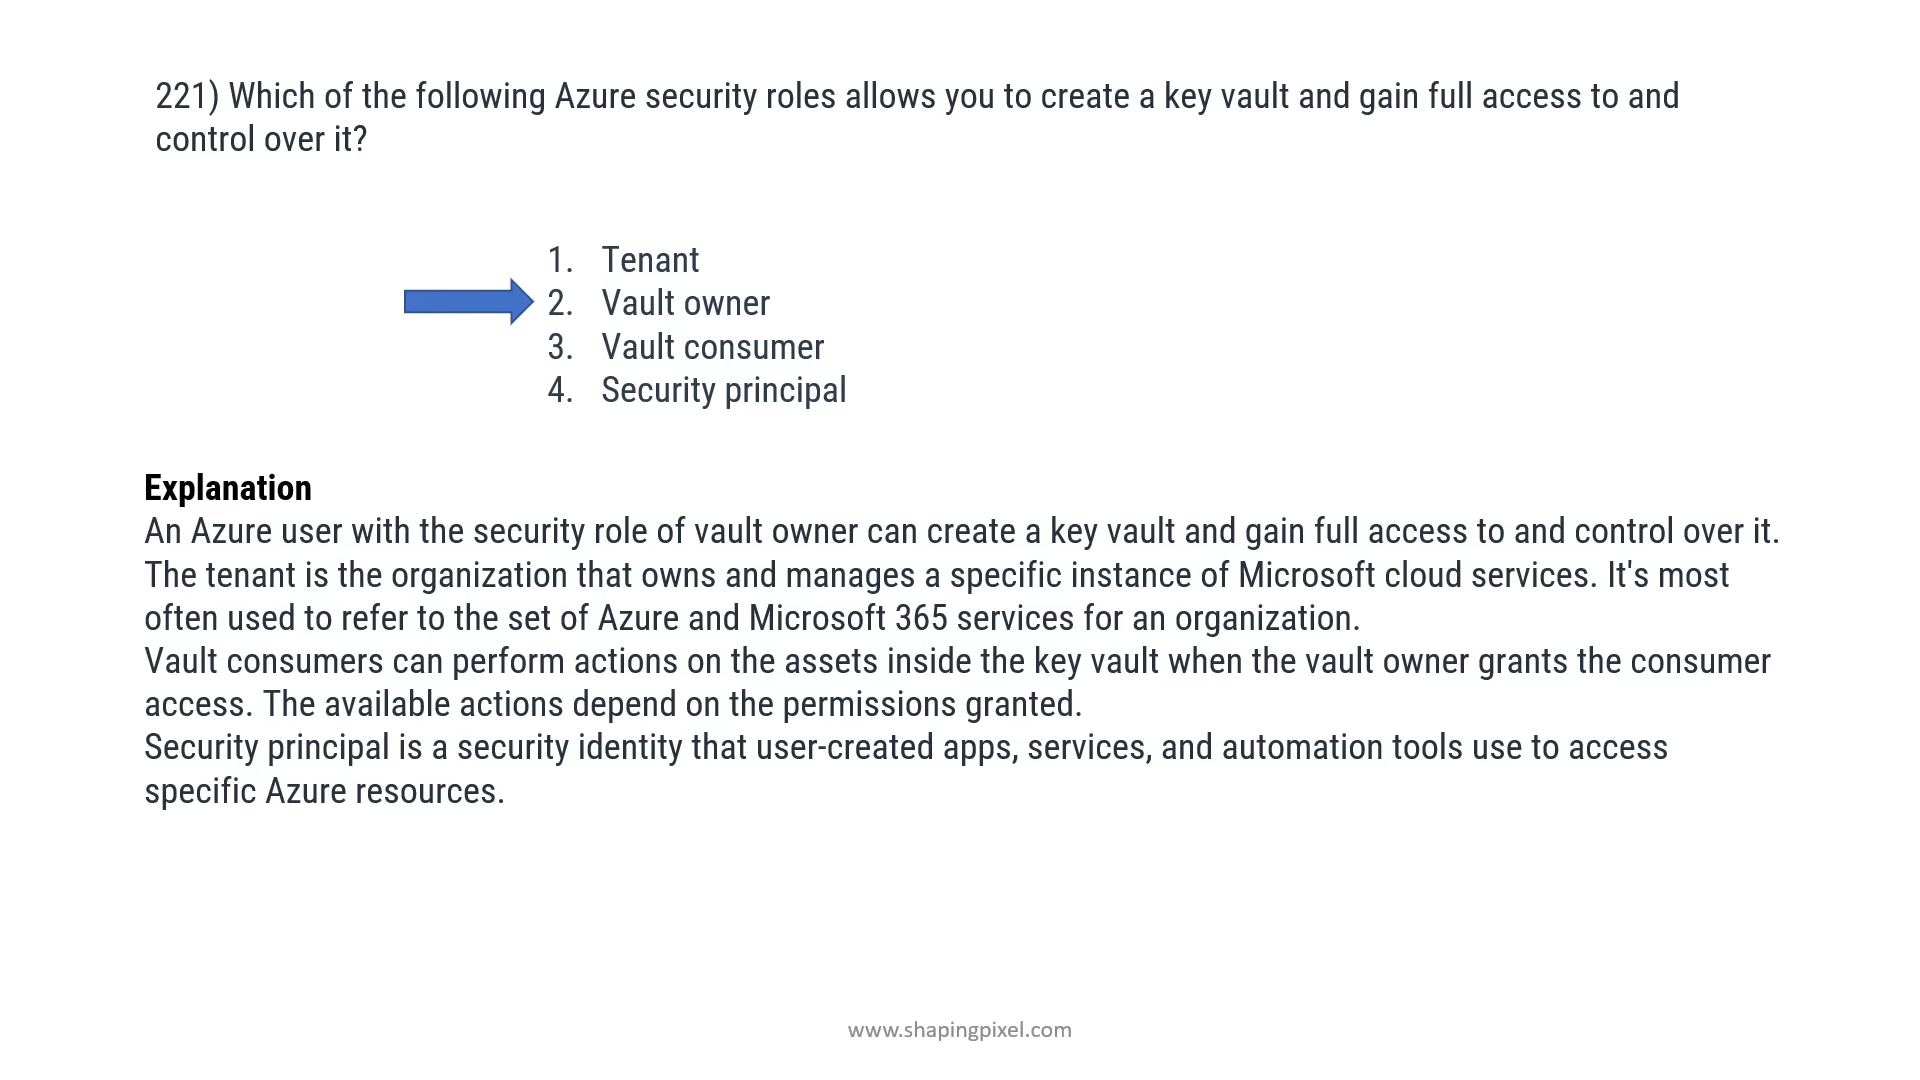 221) Which of the following Azure security roles allows you to create a key vault and gain full access to and
control over it?
1. Tenant
2. Vault owner
3. Vault consumer
4. Security principal
Explanation
An Azure user with the security role of vault owner can create a key vault and gain full access to and control over it.
The tenant is the organization that owns and manages a specific instance of Microsoft cloud services. It's most
often used to refer to the set of Azure and Microsoft 365 services for an organization.
Vault consumers can perform actions on the assets inside the key vault when the vault owner grants the consumer
access. The available actions depend on the permissions granted.
Security principal is a security identity that user-created apps, services, and automation tools use to access
specific Azure resources.
www.shapingpixel.com